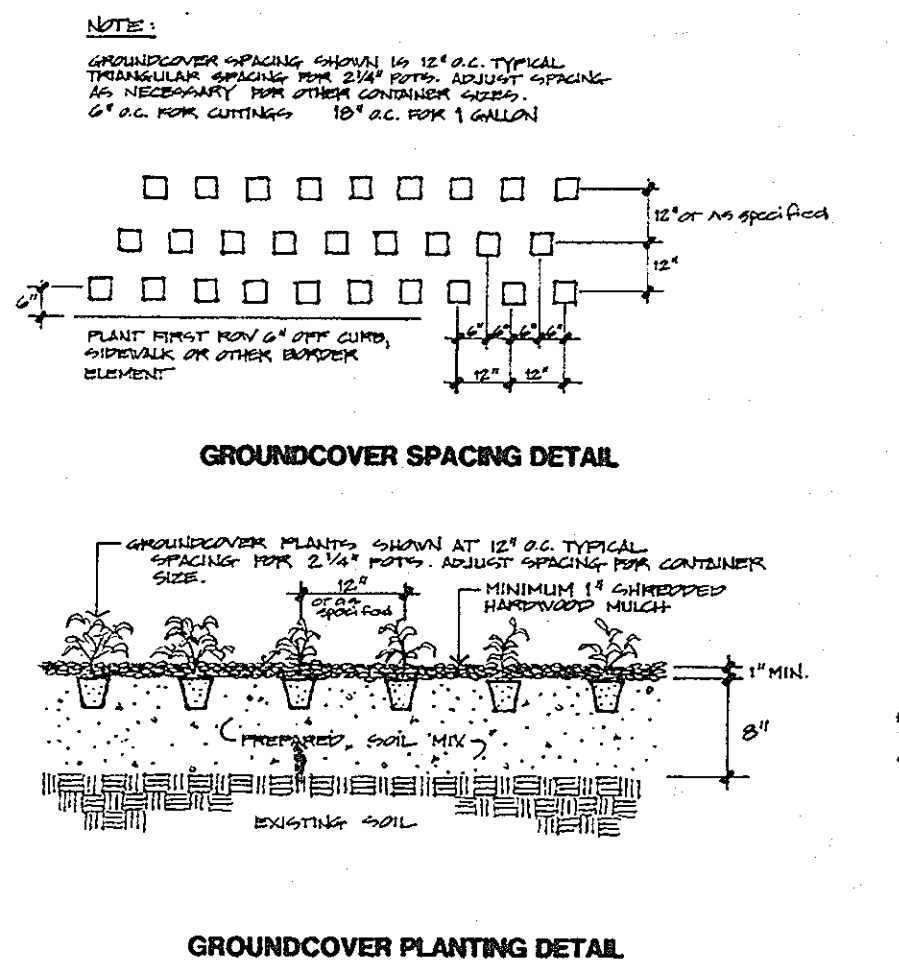 NOTE:
GROUNDCOVER SPACING SHOWN IS 12" O.C. TYPICAL
TRIANGULAR SPACING FOR 2 1/4" POTS. ADJUST SPACING
AS NECESSARY FOR OTHER CONTAINER SIZES.
6" O.C. FOR CUTTINGS 18" O.C. FOR 1 GALLON
12" or As specified
12"
6"
PLANT FIRST ROW 6" OFF CURB,
SIDEWALK OR OTHER BORDER
ELEMENT
6" 6" 6" 6"
12" 12"
GROUNDCOVER SPACING DETAIL
GROUNDCOVER PLANTS SHOWN AT 12" O.C. TYPICAL
SPACING FOR 2 1/4" POTS. ADJUST SPACING FOR CONTAINER
SIZE.
12"
or as
specified
MINIMUM 1" SHREDDED
HARDWOOD MULCH
1" MIN.
8"
PREPARED SOIL MIX
EXISTING SOIL
GROUNDCOVER PLANTING DETAIL